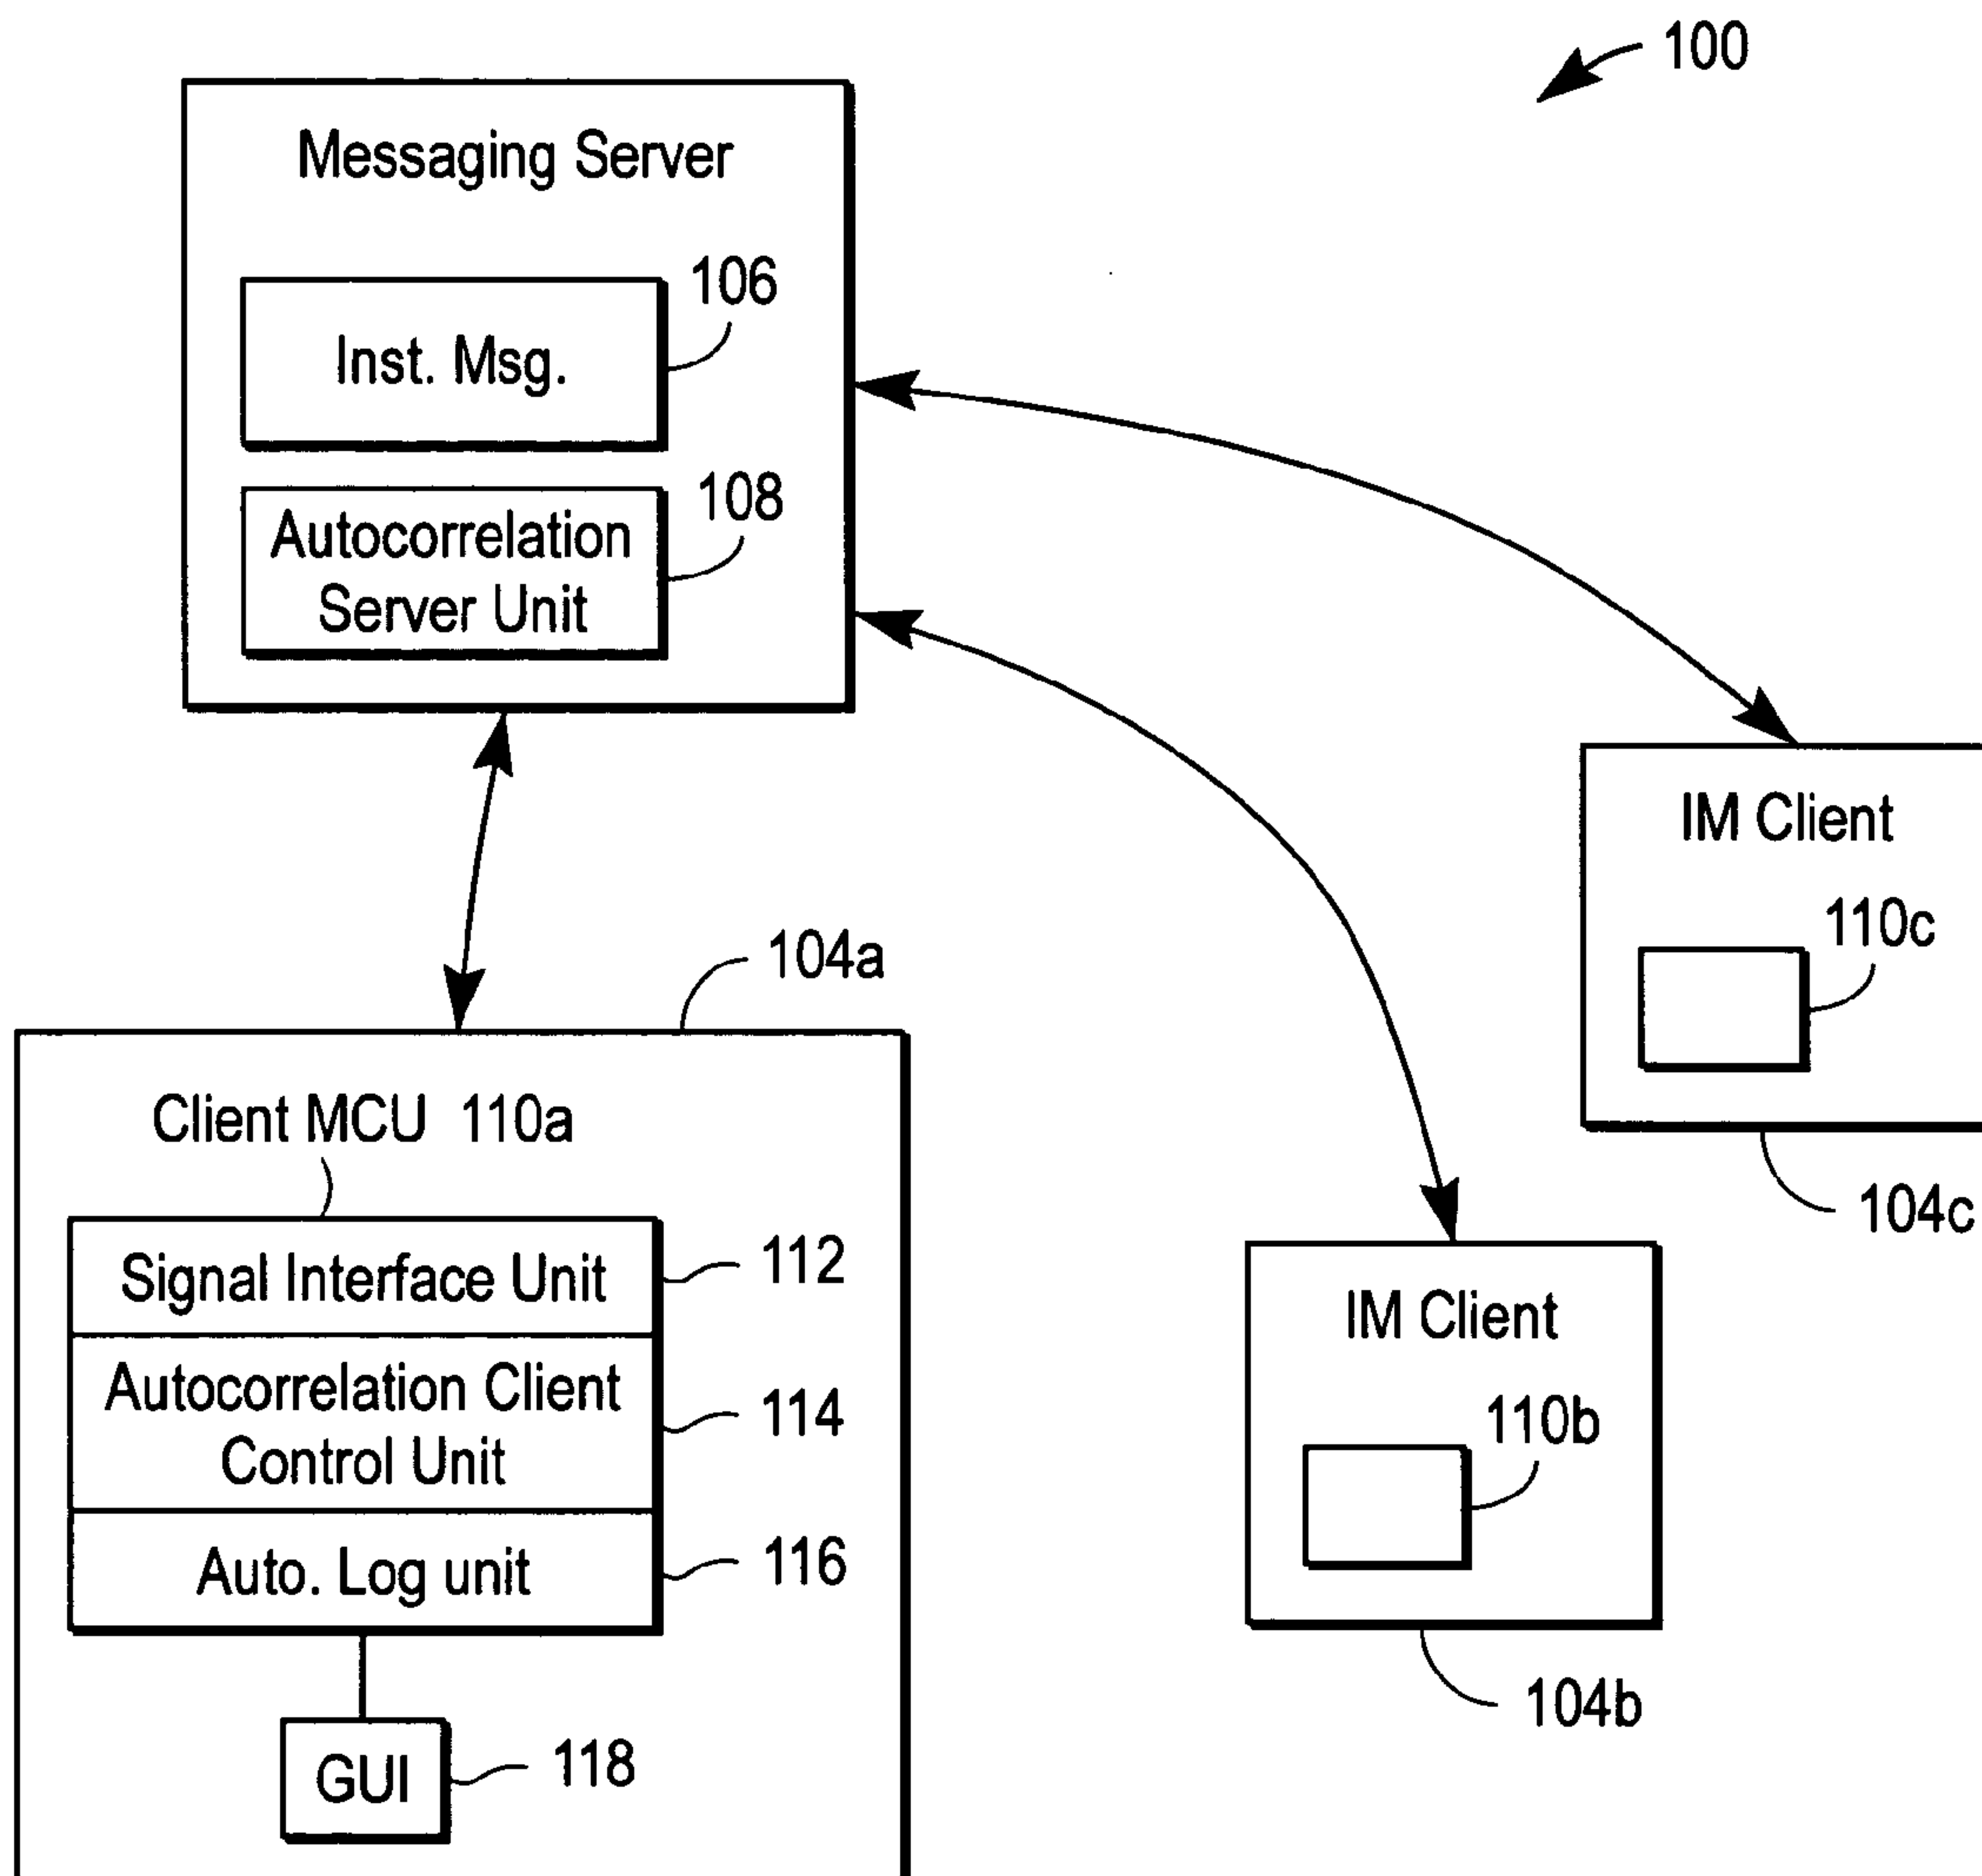 100
Messaging Server
106
Inst. Msg.
108
Autocorrelation
Server Unit
104a
Client MCU 110a
Signal Interface Unit
112
Autocorrelation Client
Control Unit
114
Auto. Log unit
116
GUI
118
IM Client
110c
104c
IM Client
110b
104b